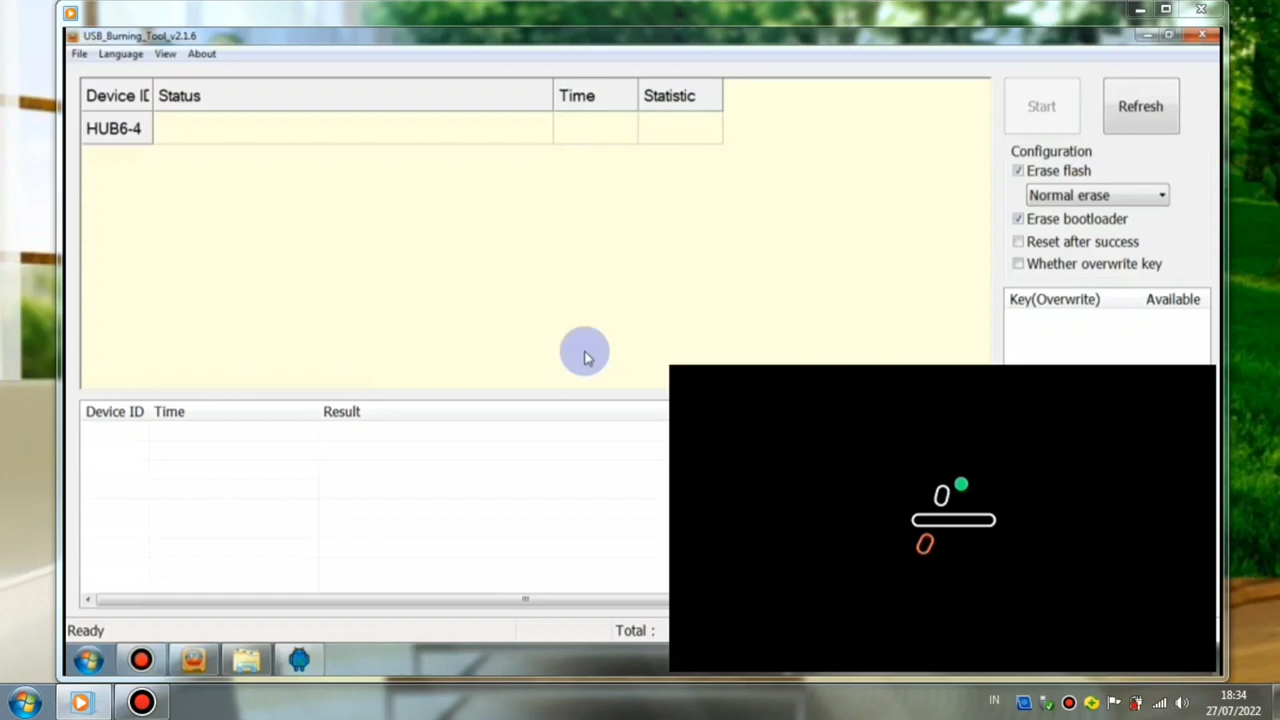 USB_Burning_Tool_v2.1.6
File Language View About
Device ID Status Time Statistic
HUB6-4
Start Refresh
Configuration
Erase flash
Normal erase
Erase bootloader
Reset after success
Whether overwrite key
Key(Overwrite) Available
Device ID Time Result
0
0
Ready Total :
IN
18:34
27/07/2022